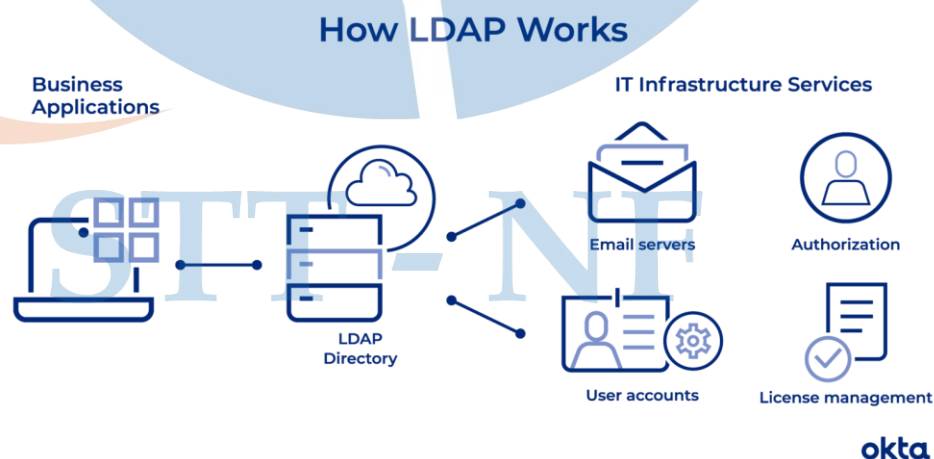 How LDAP Works
Business
Applications
IT Infrastructure Services
STT - NF
Email servers
Authorization
LDAP
Directory
User accounts
License management
okta